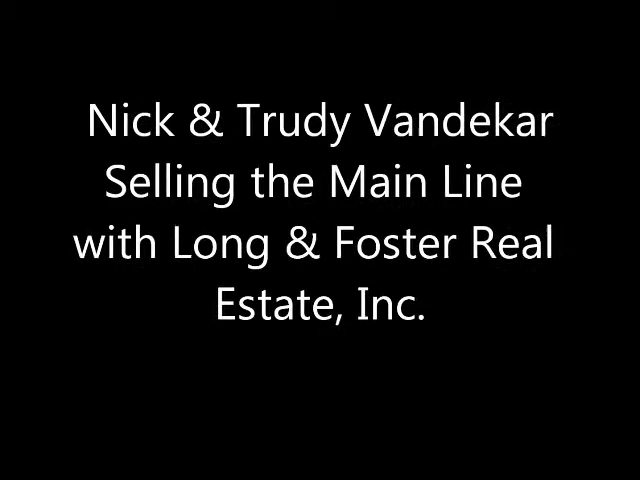 Nick & Trudy Vandekar
Selling the Main Line
with Long & Foster Real
Estate, Inc.